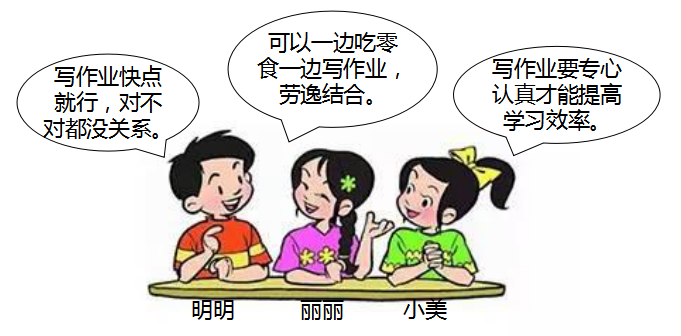 写作业快点
就行，对不
对都没关系。
可以一边吃零
食一边写作业，
劳逸结合。
写作业要专心
认真才能提高
学习效率。
明明
丽丽
小美